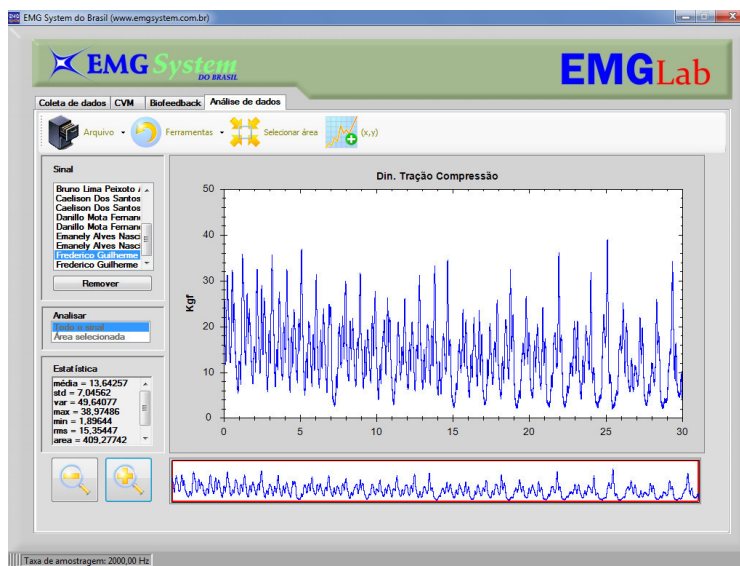 EMG System do Brasil (www.emgsystem.com.br)
EMG System
DO BRASIL
EMGLab
Coleta de dados CVM Biofeedback Análise de dados
Arquivo Ferramentas Selecionar área (x,y)
Sinal
Bruno Lima Peixoto
Caelison Dos Santos
Caelison Dos Santos
Danillo Mota Fernanc
Danillo Mota Fernanc
Emanely Alves Nasci
Emanely Alves Nasci
Frederico Guilherme
Frederico Guilherme
Remover
Analisar
Todo o sinal
Área selecionada
Estatística
média = 13,64257
std = 7,04562
var = 49,64077
max = 38,97486
min = 1,89644
rms = 15,35447
area = 409,27742
Din. Tração Compressão
Kgf
50
40
30
20
10
0
0 5 10 15 20 25 30
Taxa de amostragem: 2000,00 Hz